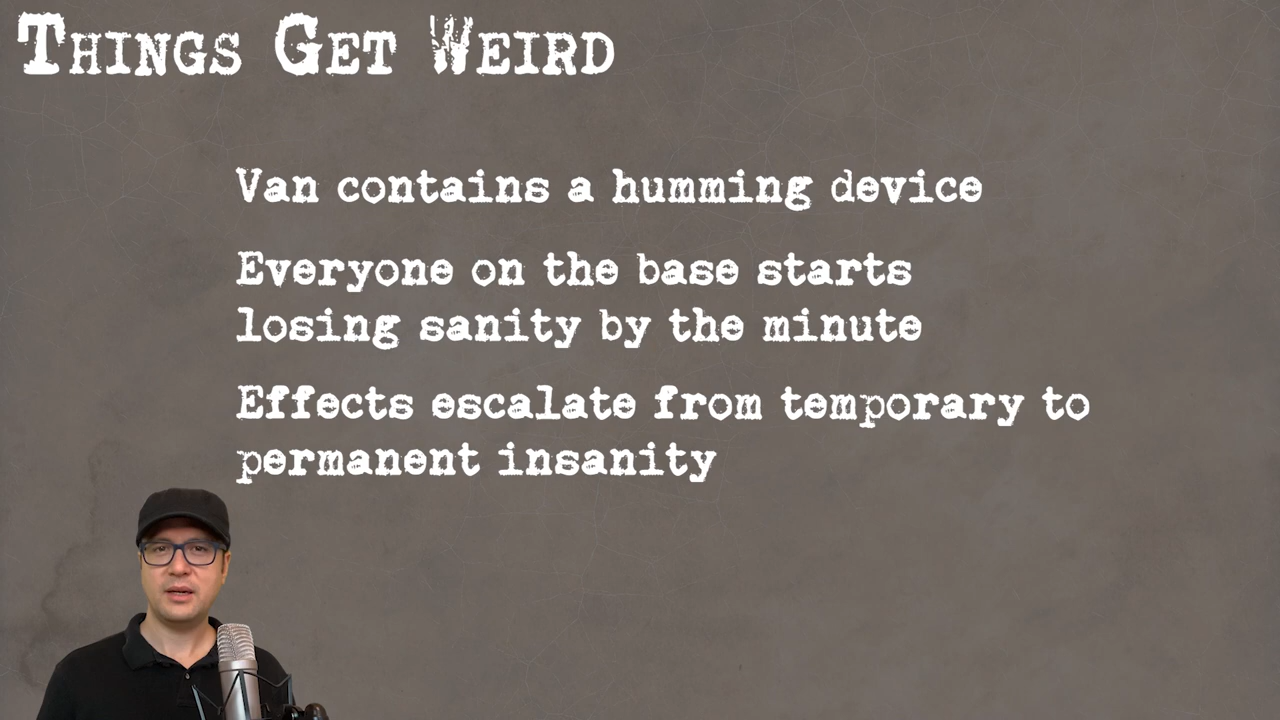 Things Get Weird
Van contains a humming device
Everyone on the base starts
losing sanity by the minute
Effects escalate from temporary to
permanent insanity